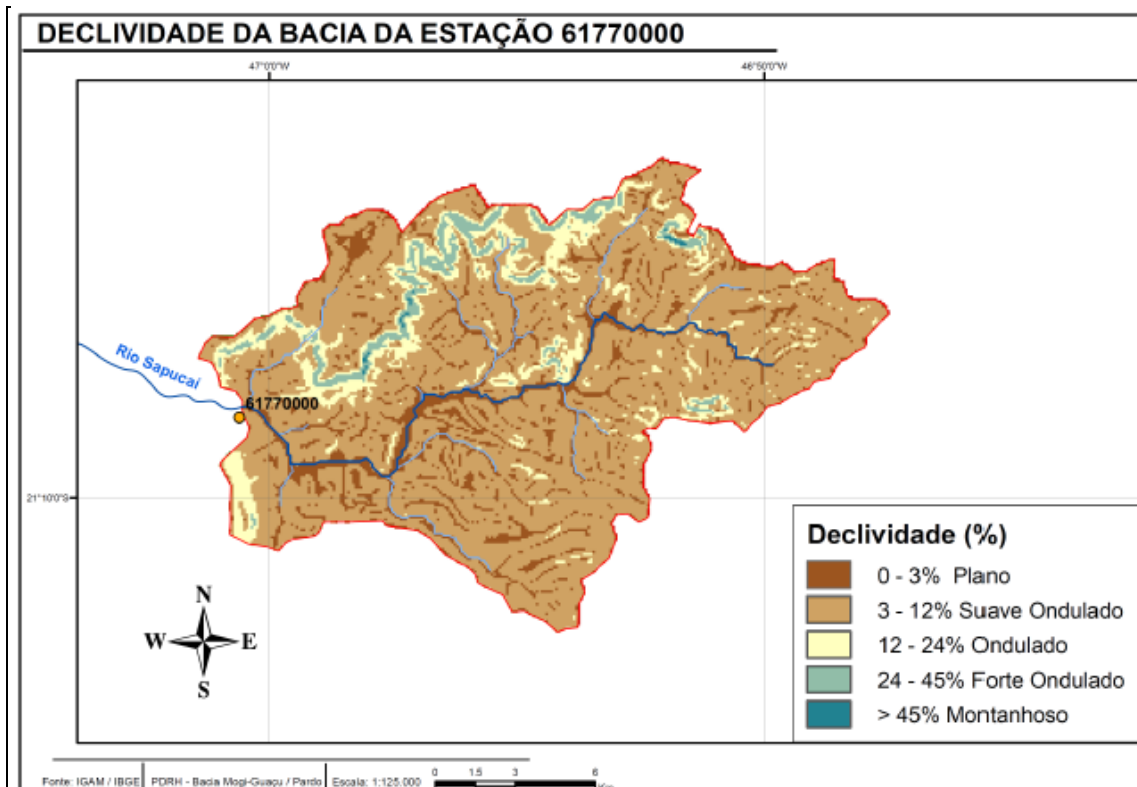 DECLIVIDADE DA BACIA DA ESTAÇÃO 61770000
47°0'0"W
46°50'0"W
Rio Sapucaí
61770000
21°10'0"S
N
W
E
S
Declividade (%)
0 - 3% Plano
3 - 12% Suave Ondulado
12 - 24% Ondulado
24 - 45% Forte Ondulado
> 45% Montanhoso
Fonte: IGAM / IBGE
PDRH - Bacia Mogi-Guaçu / Pardo
Escala: 1:125.000
0 1.5 3 6